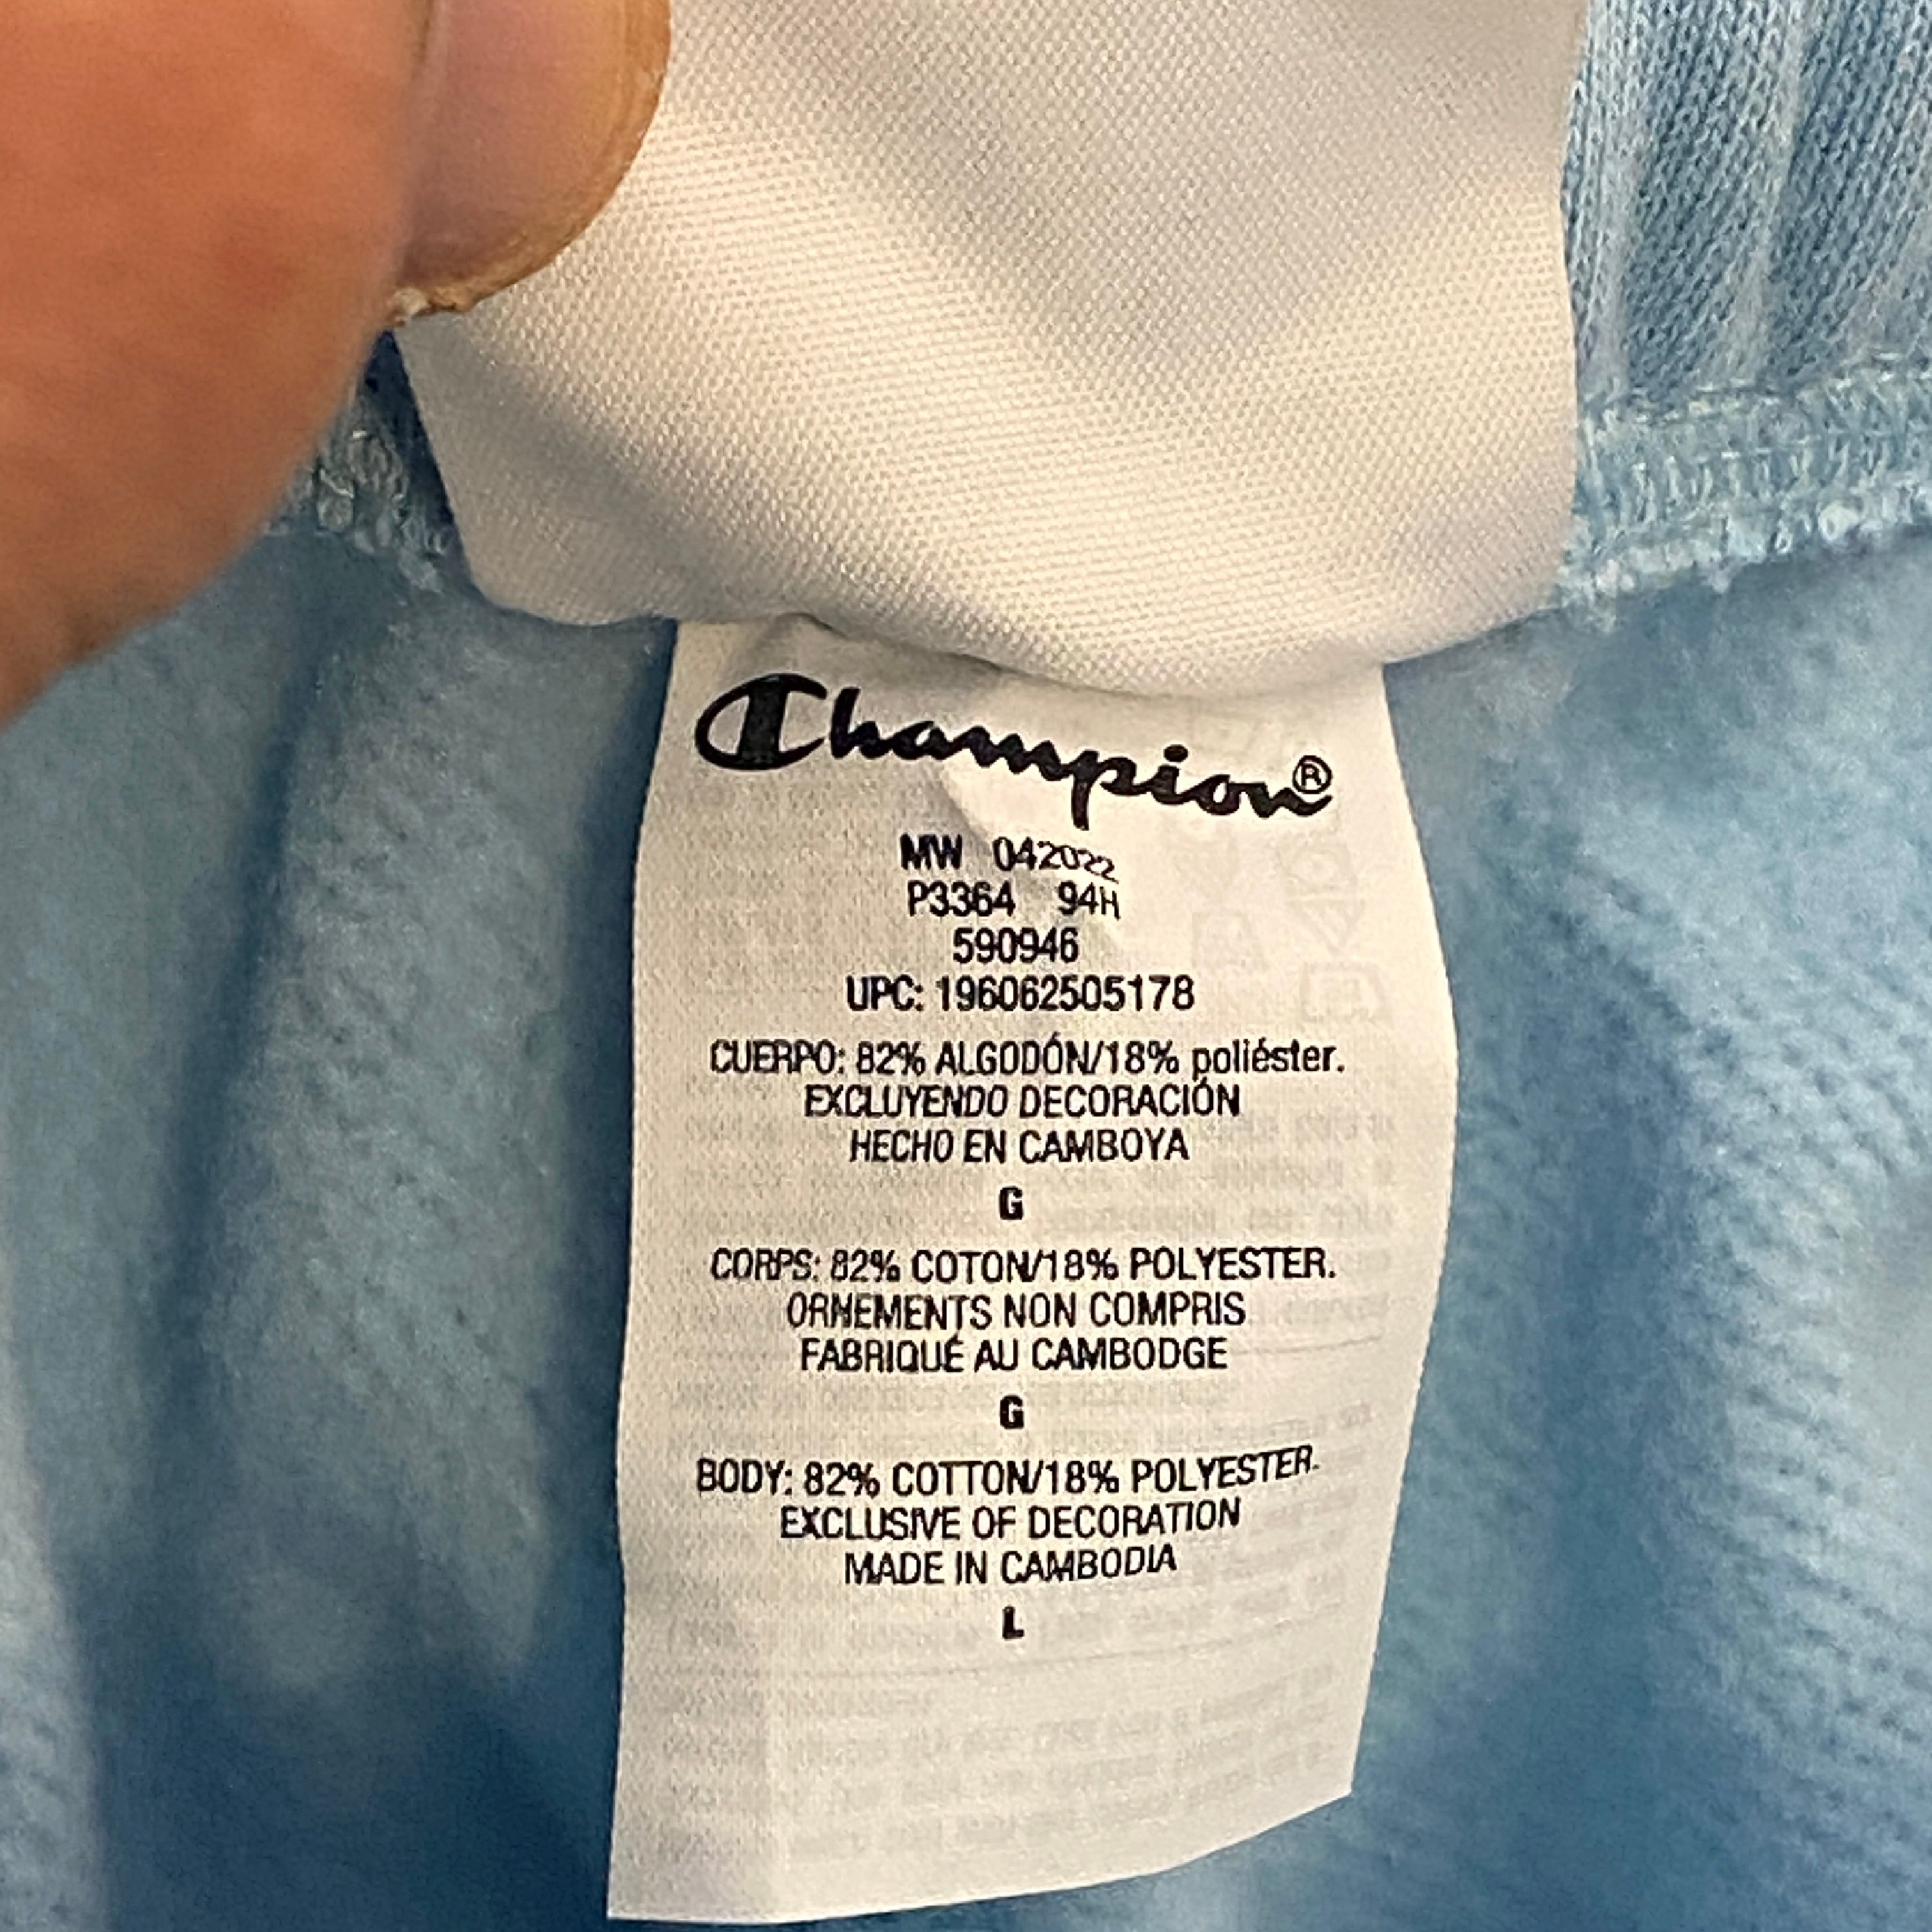 Champion®
MW 042022
P3364 94H
590946
UPC: 196062505178
CUERPO: 82% ALGODÓN/18% poliéster.
EXCLUYENDO DECORACIÓN
HECHO EN CAMBOYA
G
CORPS: 82% COTON/18% POLYESTER.
ORNEMENTS NON COMPRIS
FABRIQUÉ AU CAMBODGE
G
BODY: 82% COTTON/18% POLYESTER.
EXCLUSIVE OF DECORATION
MADE IN CAMBODIA
L